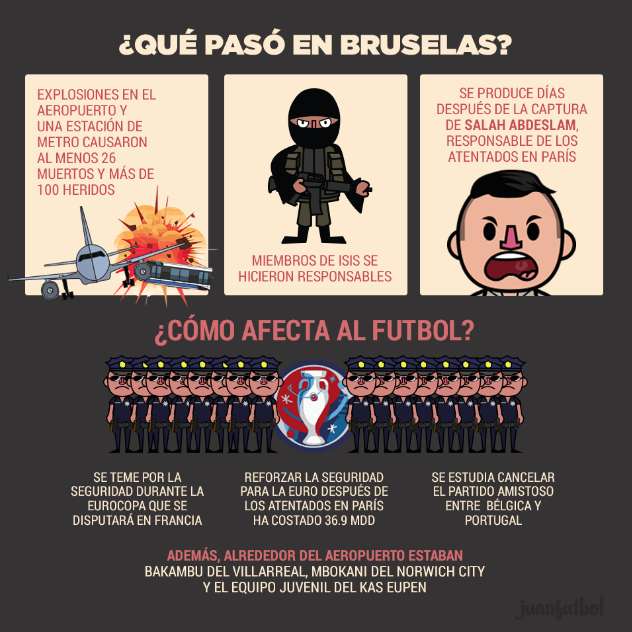 ¿QUÉ PASÓ EN BRUSELAS?
EXPLOSIONES EN EL
AEROPUERTO Y
UNA ESTACIÓN DE
METRO CAUSARON
AL MENOS 26
MUERTOS Y MÁS DE
100 HERIDOS
MIEMBROS DE ISIS SE
HICIERON RESPONSABLES
SE PRODUCE DÍAS
DESPUÉS DE LA CAPTURA
DE SALAH ABDESLAM,
RESPONSABLE DE LOS
ATENTADOS EN PARÍS
¿CÓMO AFECTA AL FUTBOL?
SE TEME POR LA
SEGURIDAD DURANTE LA
EUROCOPA QUE SE
DISPUTARÁ EN FRANCIA
REFORZAR LA SEGURIDAD
PARA LA EURO DESPUÉS DE
LOS ATENTADOS EN PARÍS
HA COSTADO 36.9 MDD
SE ESTUDIA CANCELAR
EL PARTIDO AMISTOSO
ENTRE BÉLGICA Y
PORTUGAL
ADEMÁS, ALREDEDOR DEL AEROPUERTO ESTABAN
BAKAMBU DEL VILLARREAL, MBOKANI DEL NORWICH CITY
Y EL EQUIPO JUVENIL DEL KAS EUPEN
juanfutbol